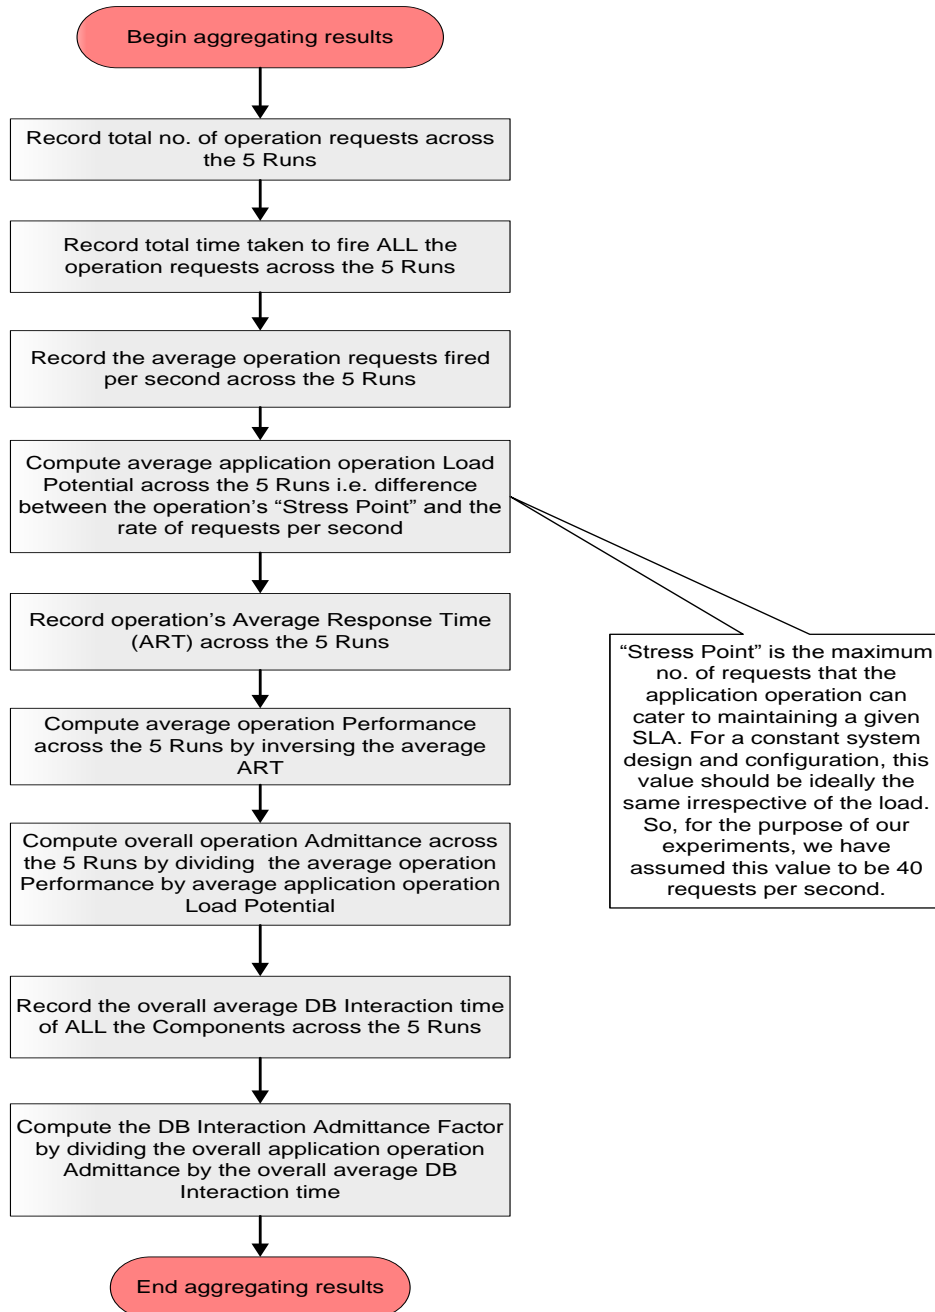 Begin aggregating results
Record total no. of operation requests across
the 5 Runs
Record total time taken to fire ALL the
operation requests across the 5 Runs
Record the average operation requests fired
per second across the 5 Runs
Compute average application operation Load
Potential across the 5 Runs i.e. difference
between the operation’s “Stress Point” and the
rate of requests per second
Record operation’s Average Response Time
(ART) across the 5 Runs
Compute average operation Performance
across the 5 Runs by inversing the average
ART
Compute overall operation Admittance across
the 5 Runs by dividing the average operation
Performance by average application operation
Load Potential
Record the overall average DB Interaction time
of ALL the Components across the 5 Runs
Compute the DB Interaction Admittance Factor
by dividing the overall application operation
Admittance by the overall average DB
Interaction time
End aggregating results
“Stress Point” is the maximum
no. of requests that the
application operation can
cater to maintaining a given
SLA. For a constant system
design and configuration, this
value should be ideally the
same irrespective of the load.
So, for the purpose of our
experiments, we have
assumed this value to be 40
requests per second.